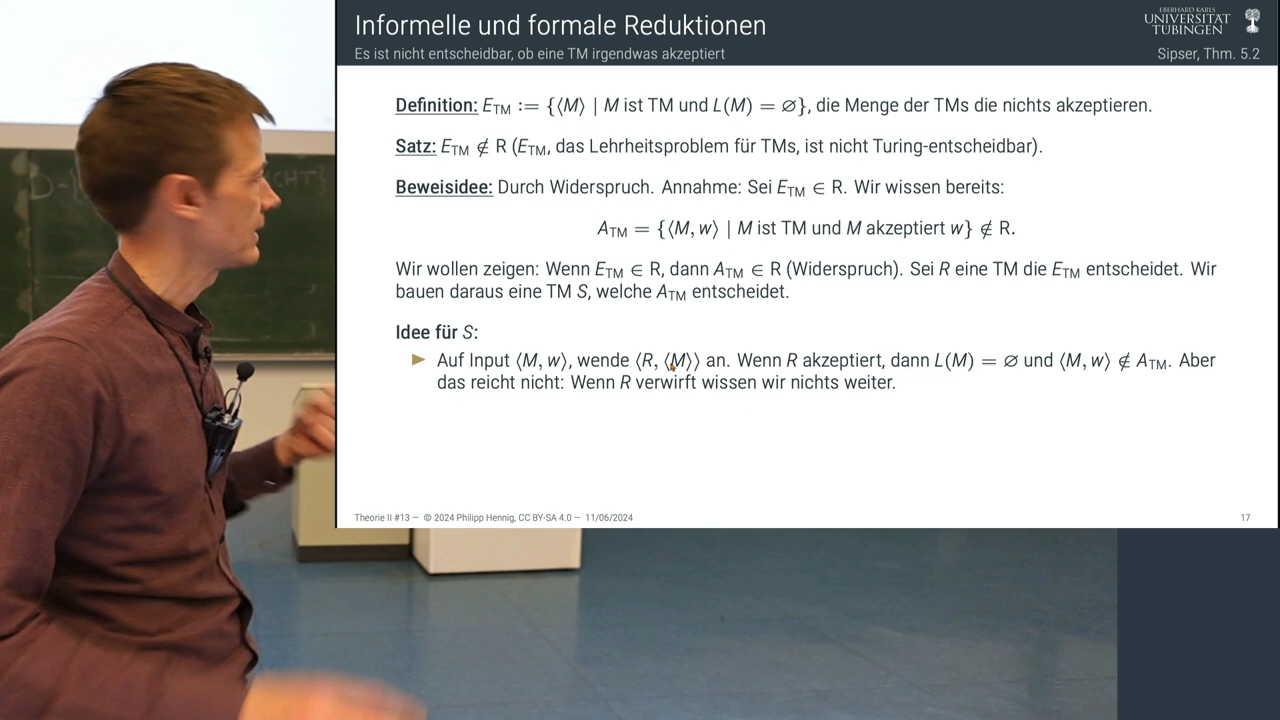 Informelle und formale Reduktionen
Es ist nicht entscheidbar, ob eine TM irgendwas akzeptiert
EBERHARD KARLS
UNIVERSITÄT
TÜBINGEN
Sipser, Thm. 5.2
Definition: E_TM := {⟨M⟩ | M ist TM und L(M) = ∅}, die Menge der TMs die nichts akzeptieren.
Satz: E_TM ∉ R (E_TM, das Lehrheitsproblem für TMs, ist nicht Turing-entscheidbar).
Beweisidee: Durch Widerspruch. Annahme: Sei E_TM ∈ R. Wir wissen bereits:
A_TM = {⟨M, w⟩ | M ist TM und M akzeptiert w} ∉ R.
Wir wollen zeigen: Wenn E_TM ∈ R, dann A_TM ∈ R (Widerspruch). Sei R eine TM die E_TM entscheidet. Wir
bauen daraus eine TM S, welche A_TM entscheidet.
Idee für S:
Auf Input ⟨M, w⟩, wende ⟨R, ⟨M⟩⟩ an. Wenn R akzeptiert, dann L(M) = ∅ und ⟨M, w⟩ ∉ A_TM. Aber
das reicht nicht: Wenn R verwirft wissen wir nichts weiter.
Theorie II #13 — © 2024 Philipp Hennig, CC BY-SA 4.0 — 11/06/2024
17